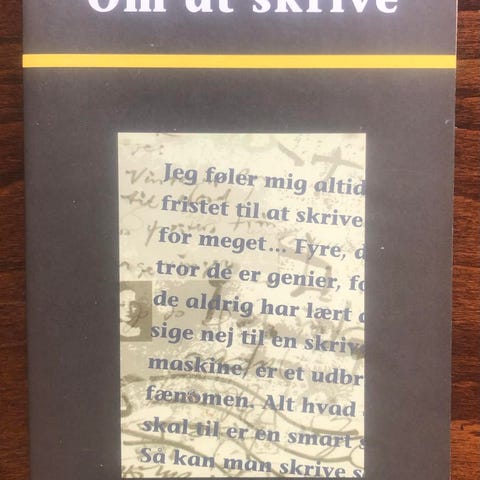 Om at skrive
Jeg føler mig altid
fristet til at skrive
for meget... Fyre, d
tror de er genier, fo
de aldrig har lært a
sige nej til en skrive
maskine, er et udbr
fænomen. Alt hvad
skal til er en smart s
Så kan man skrive s